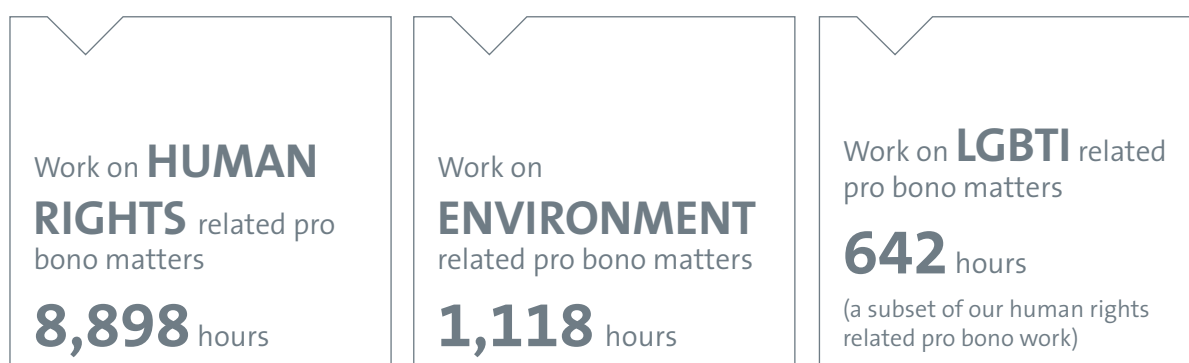 Work on HUMAN
RIGHTS related pro
bono matters
8,898 hours
Work on
ENVIRONMENT
related pro bono matters
1,118 hours
Work on LGBTI related
pro bono matters
642 hours
(a subset of our human rights
related pro bono work)